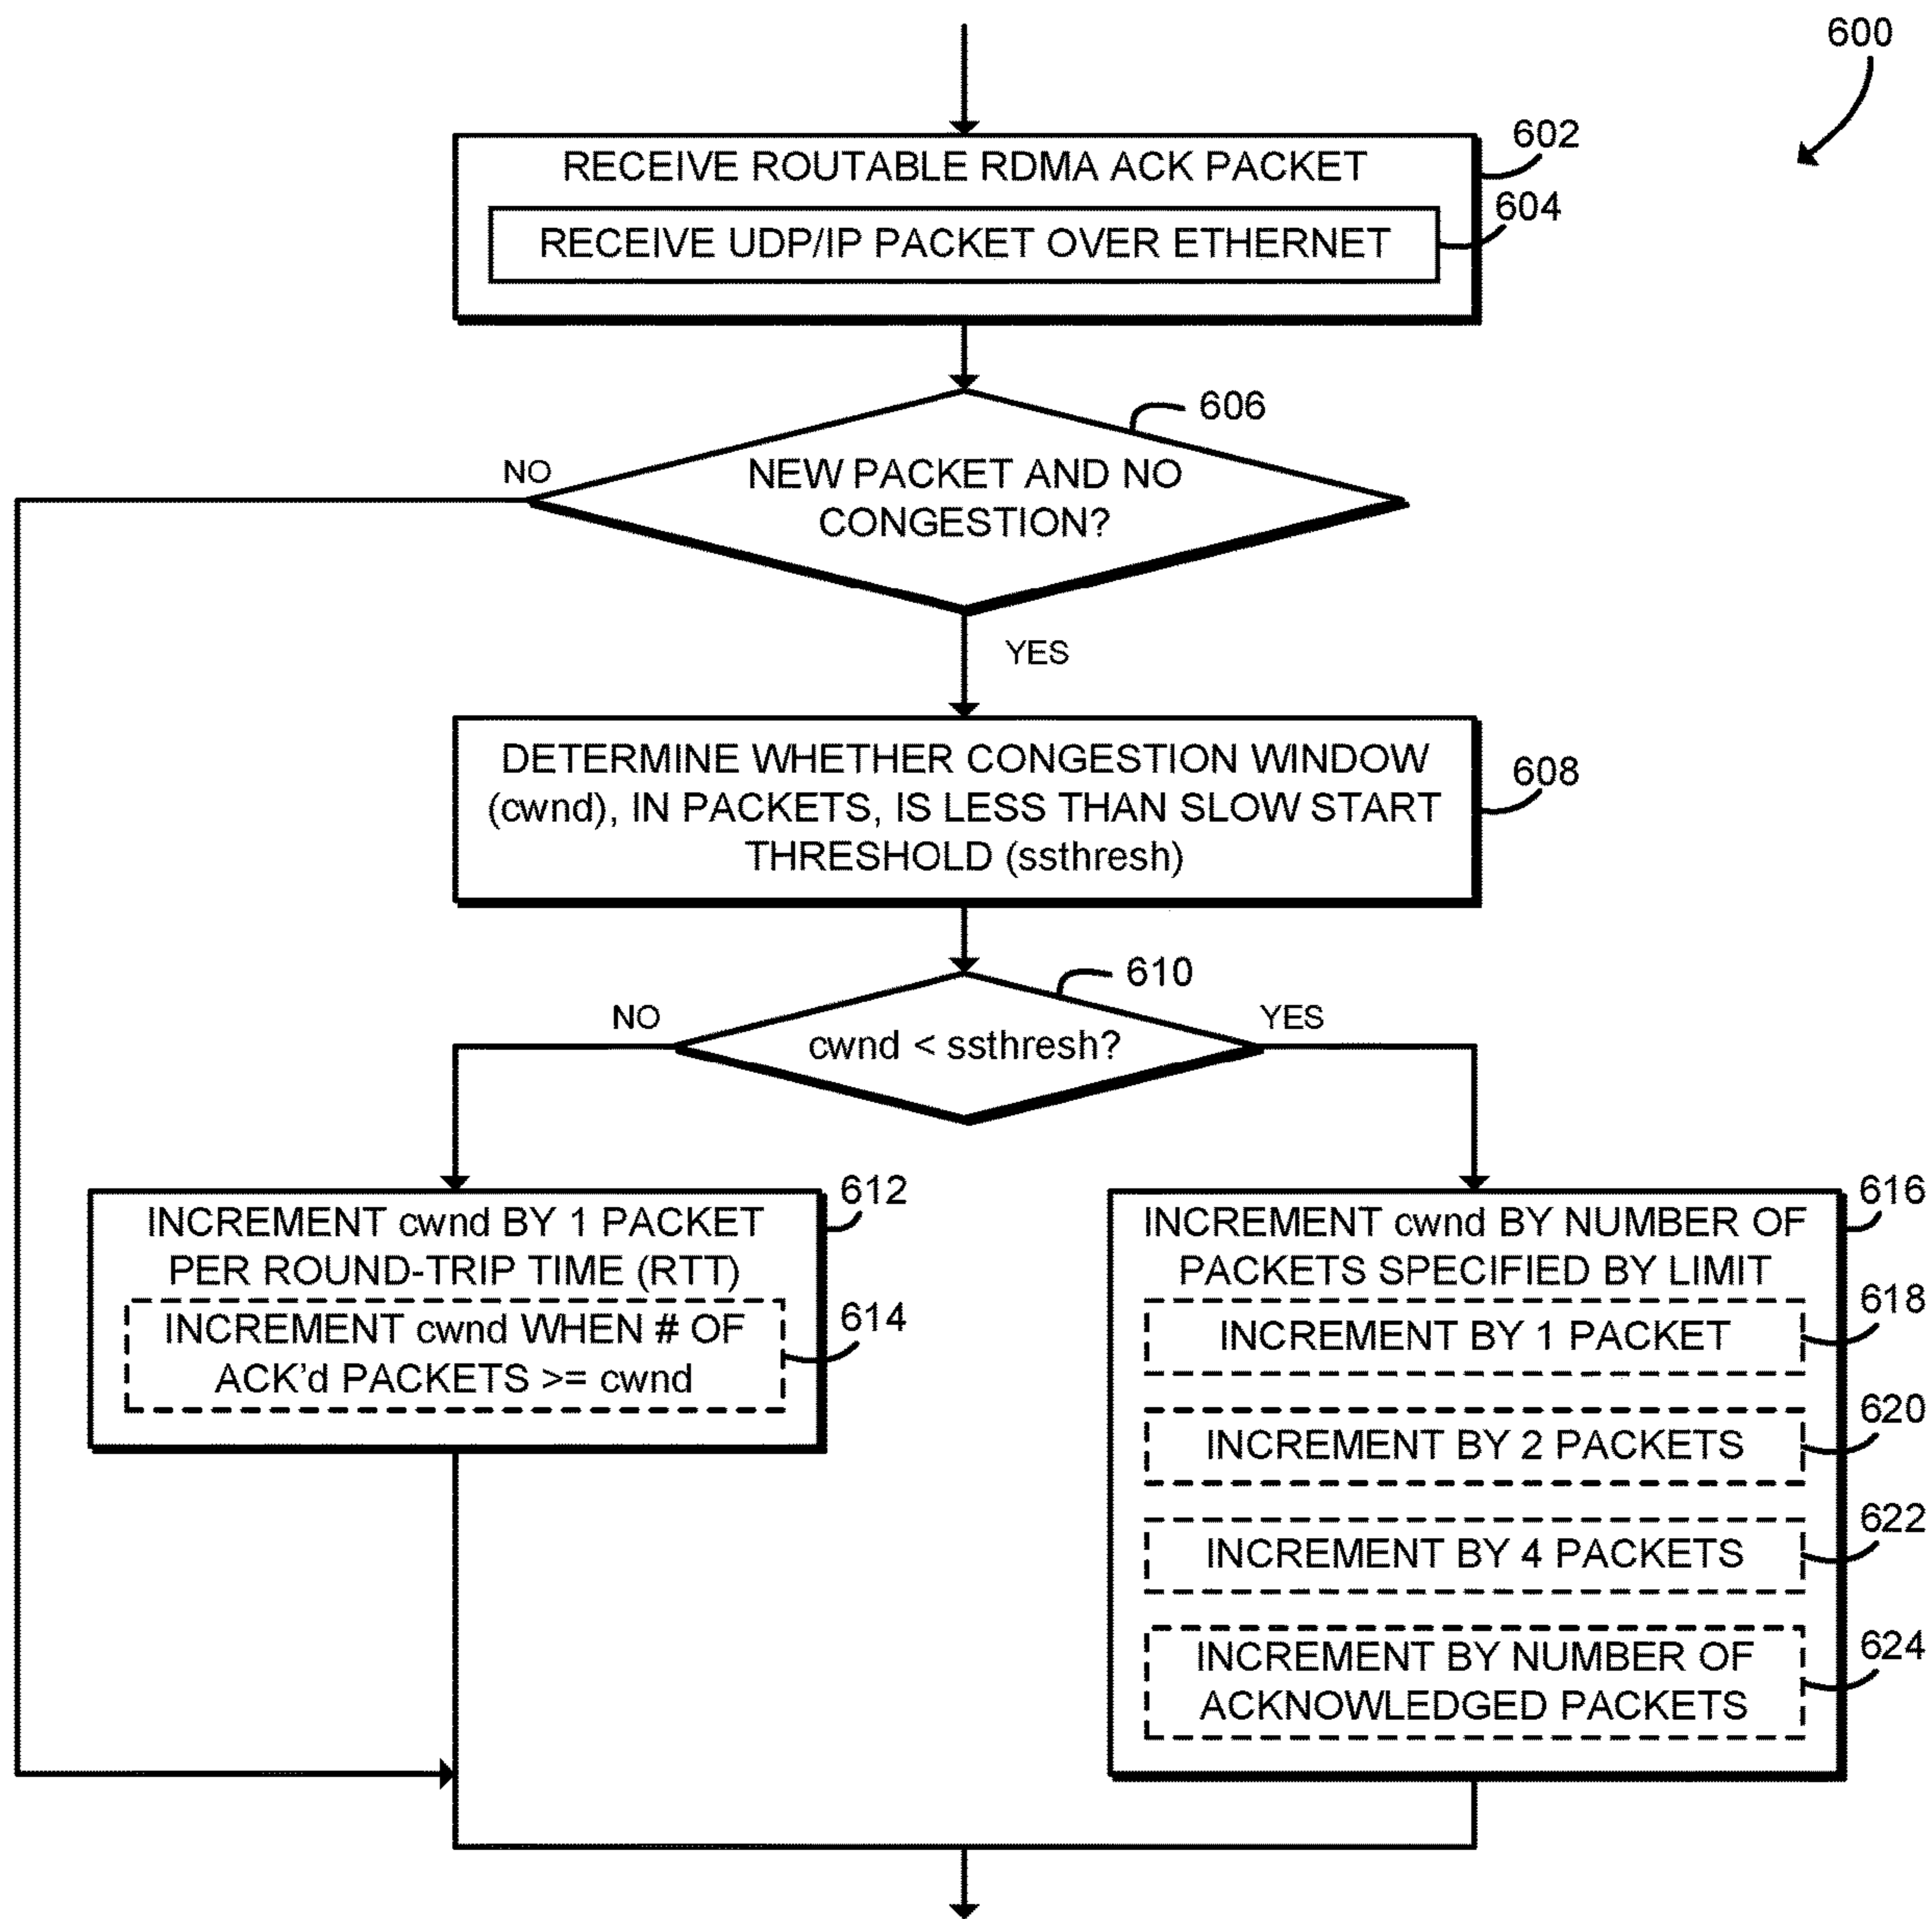 600
602
RECEIVE ROUTABLE RDMA ACK PACKET
604
RECEIVE UDP/IP PACKET OVER ETHERNET
606
NO
NEW PACKET AND NO
CONGESTION?
YES
DETERMINE WHETHER CONGESTION WINDOW
608
(cwnd), IN PACKETS, IS LESS THAN SLOW START
THRESHOLD (ssthresh)
610
NO
YES
cwnd < ssthresh?
612
INCREMENT cwnd BY 1 PACKET
PER ROUND-TRIP TIME (RTT)
614
INCREMENT cwnd WHEN # OF
ACK'd PACKETS >= cwnd
616
INCREMENT cwnd BY NUMBER OF
PACKETS SPECIFIED BY LIMIT
618
INCREMENT BY 1 PACKET
620
INCREMENT BY 2 PACKETS
622
INCREMENT BY 4 PACKETS
624
INCREMENT BY NUMBER OF
ACKNOWLEDGED PACKETS